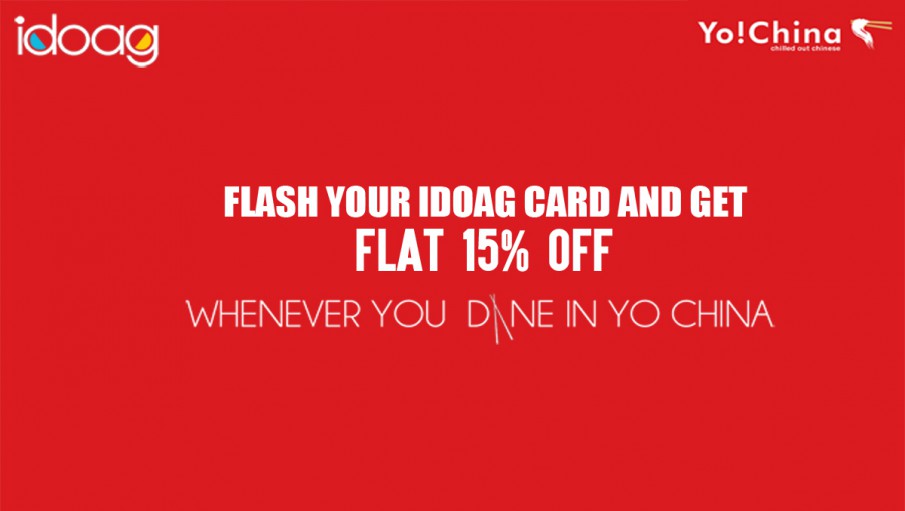 idoag
Yo!China
chilled out chinese
FLASH YOUR IDOAG CARD AND GET
FLAT 15% OFF
WHENEVER YOU DINE IN YO CHINA